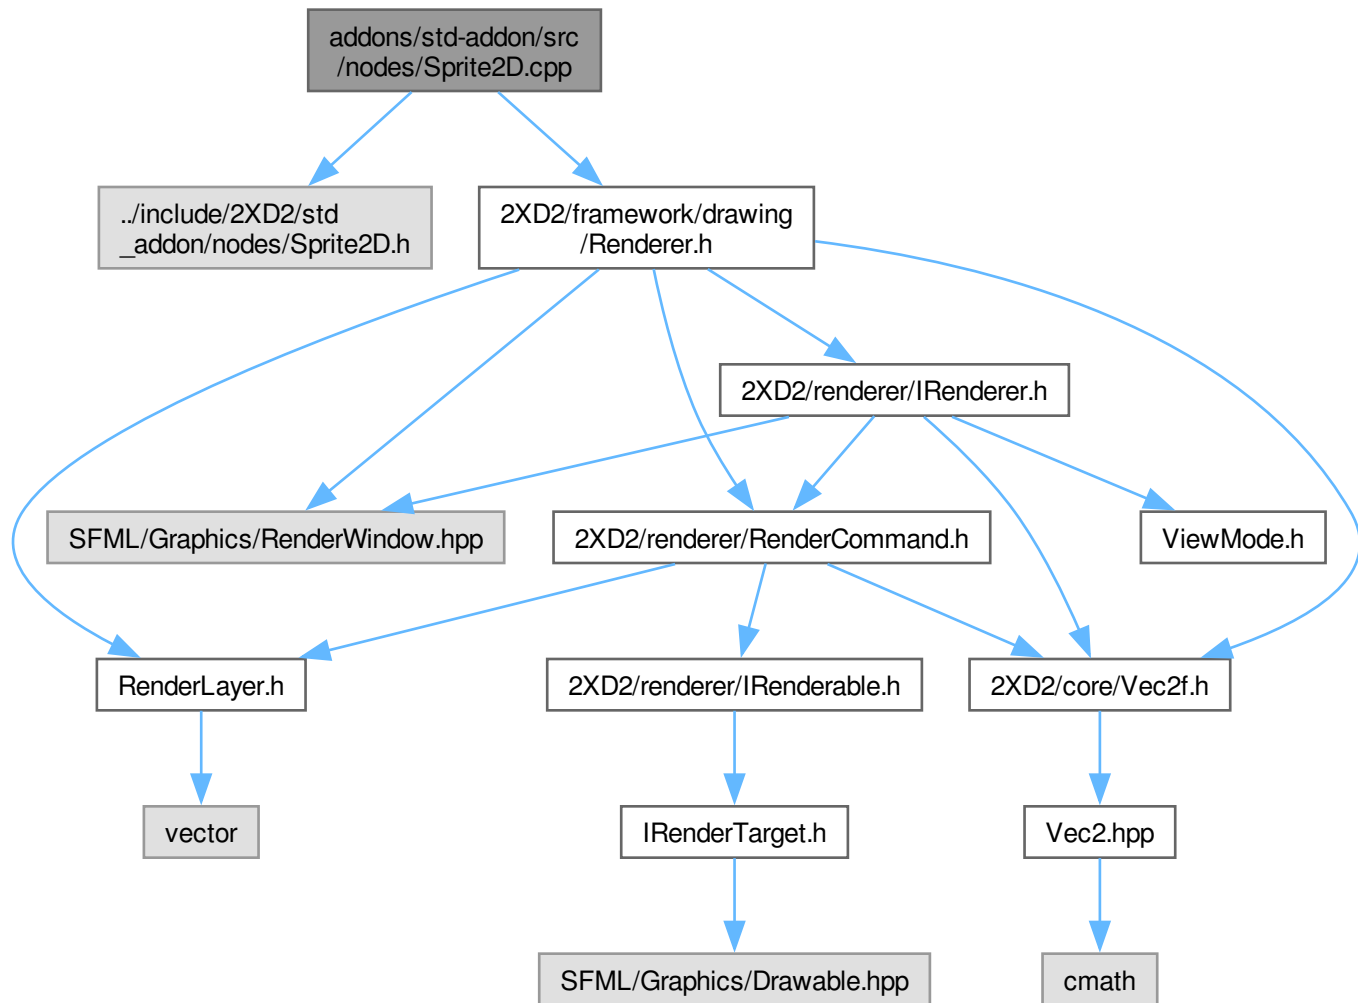 addons/std-addon/src
/nodes/Sprite2D.cpp
../include/2XD2/std
_addon/nodes/Sprite2D.h
2XD2/framework/drawing
/Renderer.h
2XD2/renderer/IRenderer.h
SFML/Graphics/RenderWindow.hpp
2XD2/renderer/RenderCommand.h
ViewMode.h
RenderLayer.h
2XD2/renderer/IRenderable.h
2XD2/core/Vec2f.h
vector
IRenderTarget.h
Vec2.hpp
SFML/Graphics/Drawable.hpp
cmath